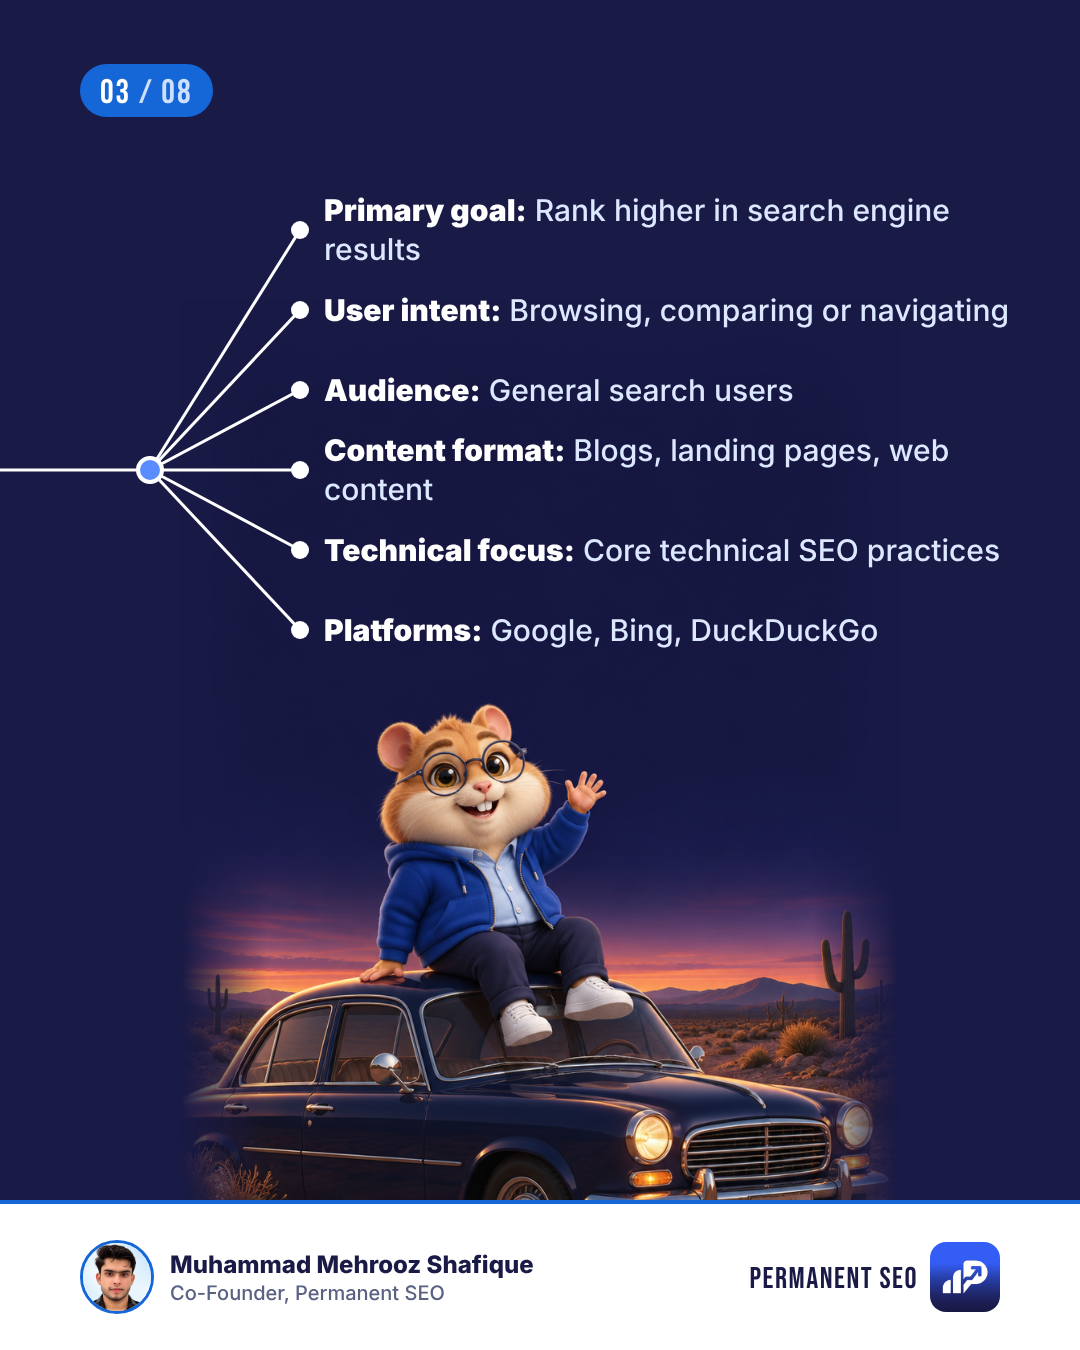 03 / 08
Primary goal: Rank higher in search engine
results
User intent: Browsing, comparing or navigating
Audience: General search users
Content format: Blogs, landing pages, web
content
Technical focus: Core technical SEO practices
Platforms: Google, Bing, DuckDuckGo
Muhammad Mehrooz Shafique
Co-Founder, Permanent SEO
PERMANENT SEO